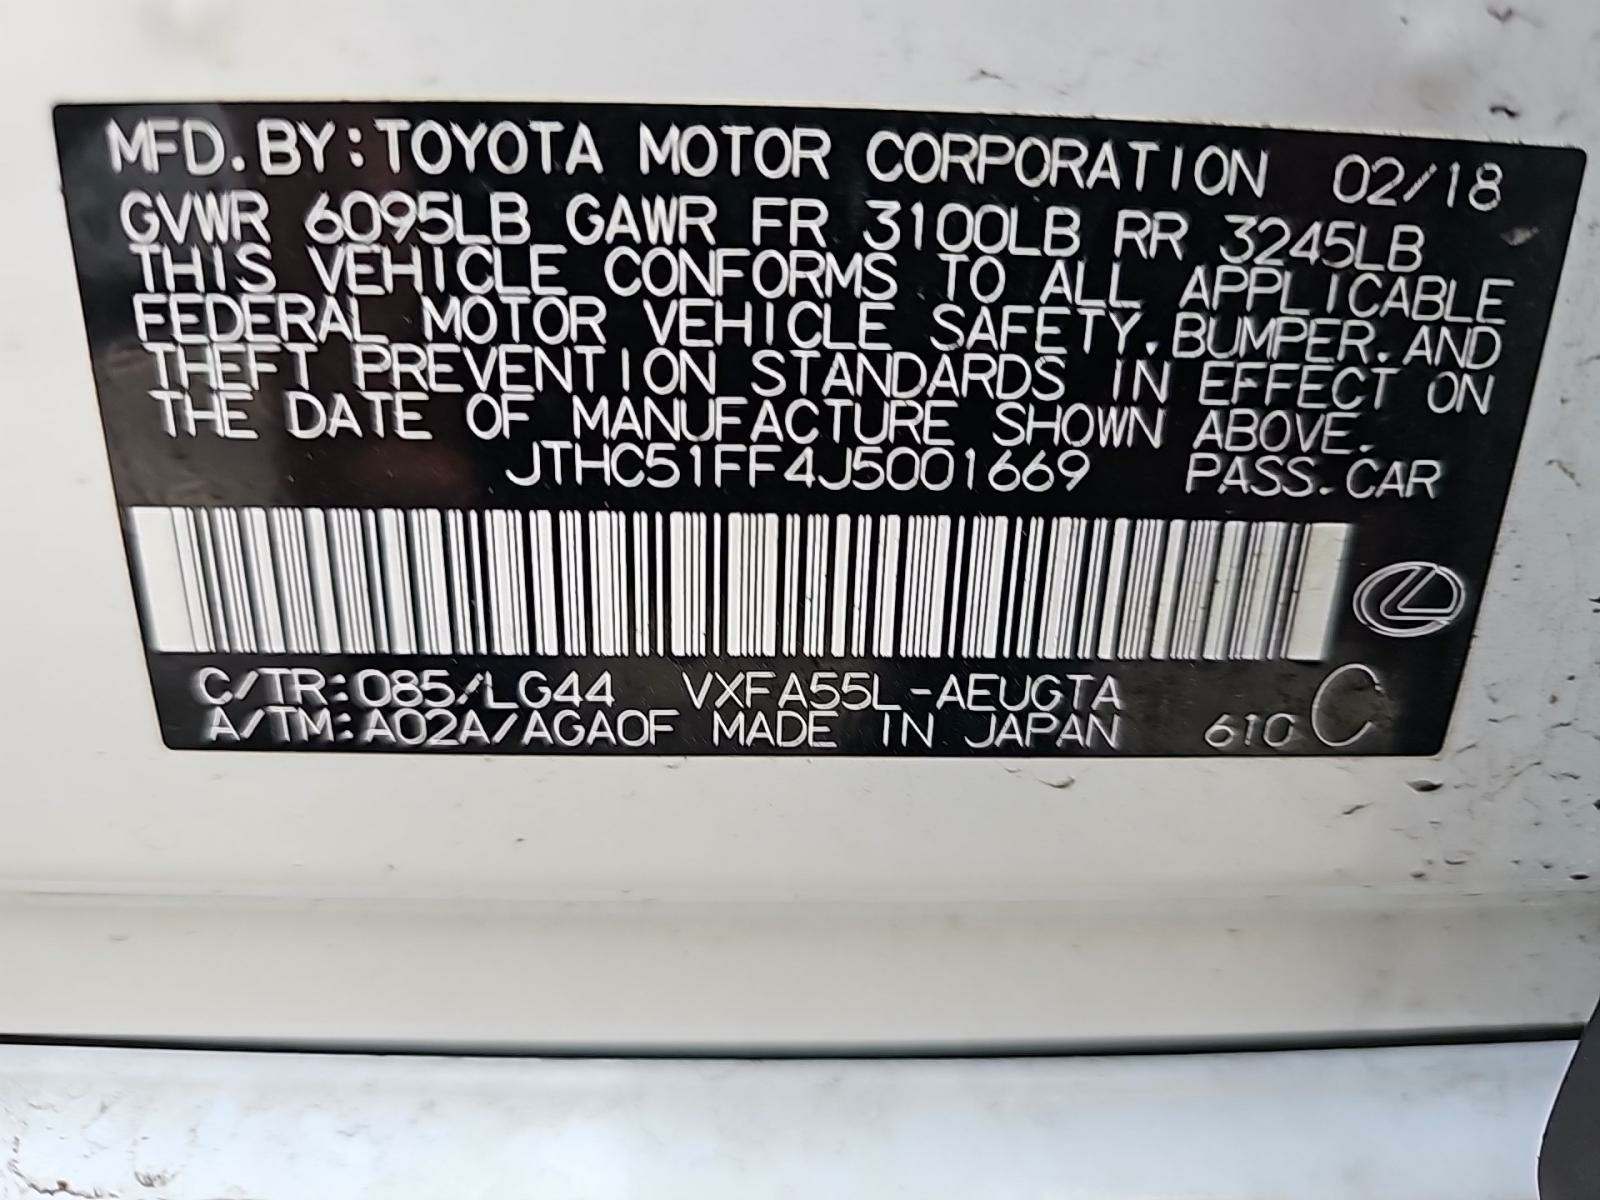 MFD.BY:TOYOTA MOTOR CORPORATION 02/18
GVWR 6095LB GAWR FR 3100LB RR 3245LB
THIS VEHICLE CONFORMS TO ALL APPLICABLE
FEDERAL MOTOR VEHICLE SAFETY,BUMPER,AND
THEFT PREVENTION STANDARDS IN EFFECT ON
THE DATE OF MANUFACTURE SHOWN ABOVE.
JTHC51FF4J5001669 PASS.CAR
C/TR:085/LG44 VXFA55L-AEUGTA
A/TM:A02A/AGA0F MADE IN JAPAN 610 C